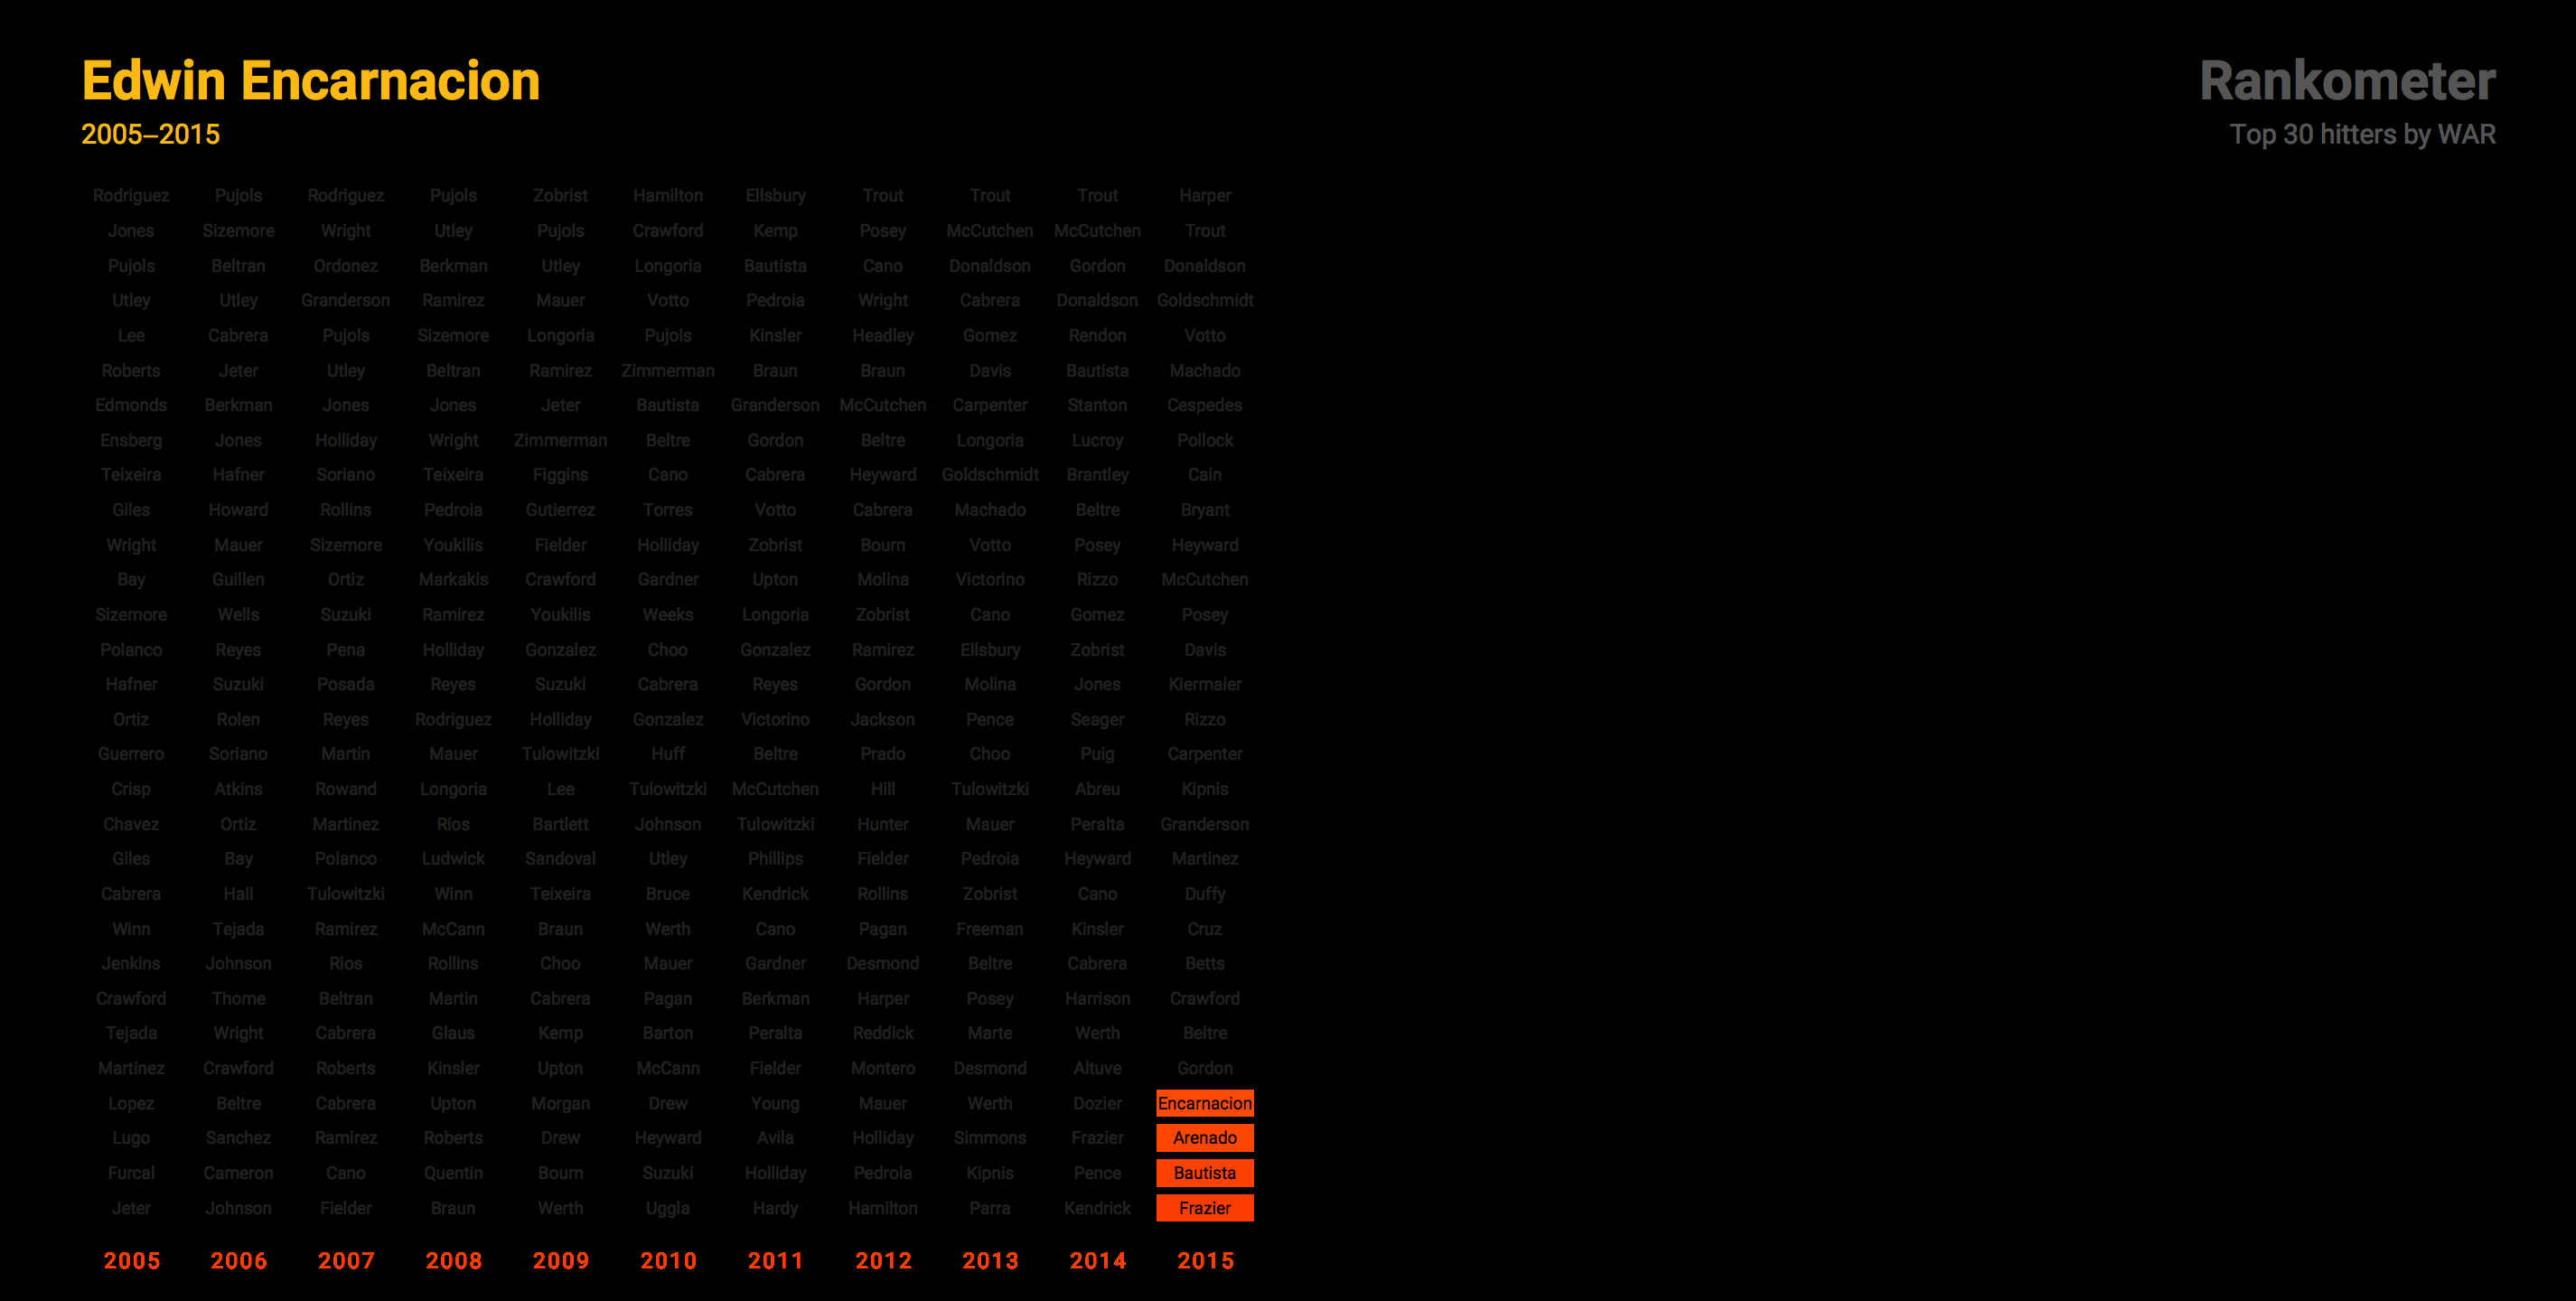 Edwin Encarnacion
2005–2015
Rankometer
Top 30 hitters by WAR
Rodriguez Pujols Rodriguez Pujols Zobrist Hamilton Ellsbury Trout Trout Trout Harper
Jones Sizemore Wright Utley Pujols Crawford Kemp Posey McCutchen McCutchen Trout
Pujols Beltran Ordonez Berkman Utley Longoria Bautista Cano Donaldson Gordon Donaldson
Utley Utley Granderson Ramirez Mauer Votto Pedroia Wright Cabrera Donaldson Goldschmidt
Lee Cabrera Pujols Sizemore Longoria Pujols Kinsler Headley Gomez Rendon Votto
Roberts Jeter Utley Beltran Ramirez Zimmerman Braun Braun Davis Bautista Machado
Edmonds Berkman Jones Jones Jeter Bautista Granderson McCutchen Carpenter Stanton Cespedes
Ensberg Jones Holliday Wright Zimmerman Beltre Gordon Beltre Longoria Lucroy Pollock
Teixeira Hafner Soriano Teixeira Figgins Cano Cabrera Heyward Goldschmidt Brantley Cain
Giles Howard Rollins Pedroia Gutierrez Torres Votto Cabrera Machado Beltre Bryant
Wright Mauer Sizemore Youkilis Fielder Holliday Zobrist Bourn Votto Posey Heyward
Bay Guillen Ortiz Markakis Crawford Gardner Upton Molina Victorino Rizzo McCutchen
Sizemore Wells Suzuki Ramirez Youkilis Weeks Longoria Zobrist Cano Gomez Posey
Polanco Reyes Pena Holliday Gonzalez Choo Gonzalez Ramirez Ellsbury Zobrist Davis
Hafner Suzuki Posada Reyes Suzuki Cabrera Reyes Gordon Molina Jones Kiermaier
Ortiz Rolen Reyes Rodriguez Holliday Gonzalez Victorino Jackson Pence Seager Rizzo
Guerrero Soriano Martin Mauer Tulowitzki Huff Beltre Prado Choo Puig Carpenter
Crisp Atkins Rowand Longoria Lee Tulowitzki McCutchen Hill Tulowitzki Abreu Kipnis
Chavez Ortiz Martinez Rios Bartlett Johnson Tulowitzki Hunter Mauer Peralta Granderson
Giles Bay Polanco Ludwick Sandoval Utley Phillips Fielder Pedroia Heyward Martinez
Cabrera Hall Tulowitzki Winn Teixeira Bruce Kendrick Rollins Zobrist Cano Duffy
Winn Tejada Ramirez McCann Braun Werth Cano Pagan Freeman Kinsler Cruz
Jenkins Johnson Rios Rollins Choo Mauer Gardner Desmond Beltre Cabrera Betts
Crawford Thome Beltran Martin Cabrera Pagan Berkman Harper Posey Harrison Crawford
Tejada Wright Cabrera Glaus Kemp Barton Peralta Reddick Marte Werth Beltre
Martinez Crawford Roberts Kinsler Upton McCann Fielder Montero Desmond Altuve Gordon
Lopez Beltre Cabrera Upton Morgan Drew Young Mauer Werth Dozier Encarnacion
Lugo Sanchez Ramirez Roberts Drew Heyward Avila Holliday Simmons Frazier Arenado
Furcal Cameron Cano Quentin Bourn Suzuki Holliday Pedroia Kipnis Pence Bautista
Jeter Johnson Fielder Braun Werth Uggla Hardy Hamilton Parra Kendrick Frazier
2005 2006 2007 2008 2009 2010 2011 2012 2013 2014 2015